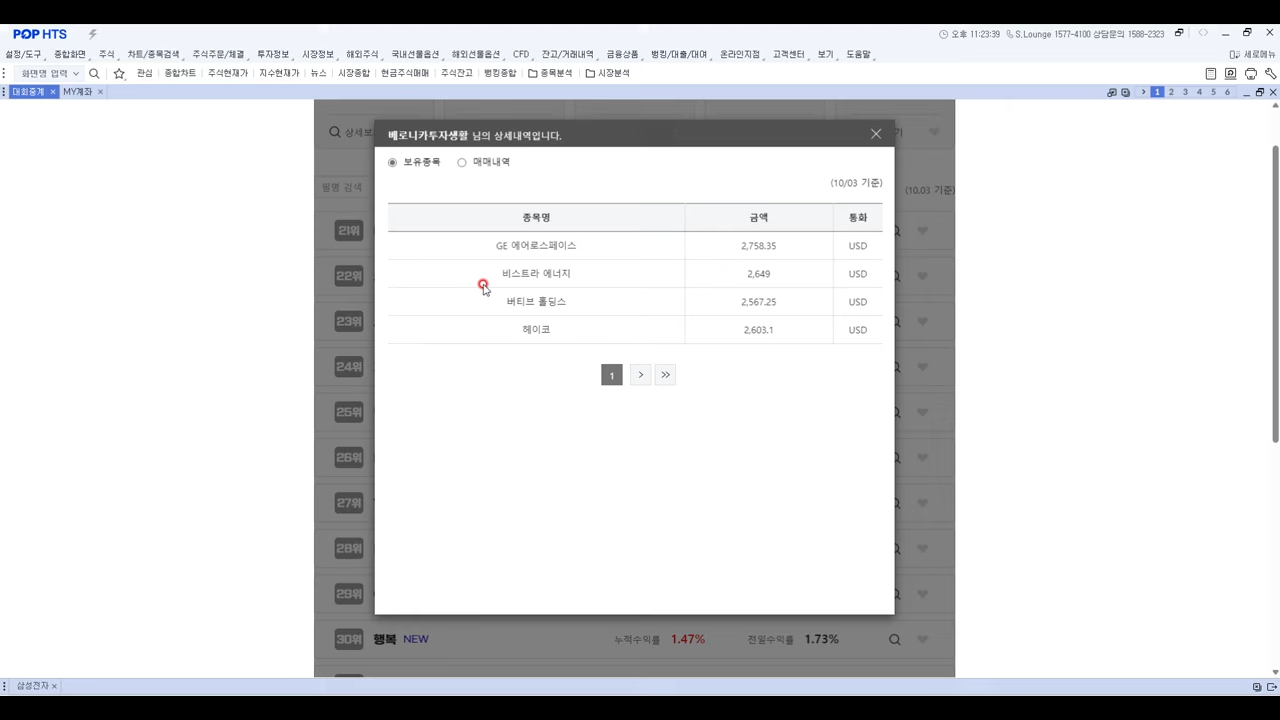 POP HTS
오후 11:23:39 S.Lounge 1577-4100 상담문의 1588-2323
설정/도구 종합화면 주식 차트/종목검색 주식주문/체결 투자정보 시장정보 해외주식 국내선물옵션 해외선물옵션 CFD 잔고/거래내역 금융상품 뱅킹/대출/대여 온라인지점 고객센터 보기 도움말 세로메뉴
화면명 입력 관심 종합차트 주식현재가 지수현재가 뉴스 시장종합 현금주식매매 주식잔고 뱅킹종합 종목분석 시장분석
대회중계 × MY계좌 × 1 2 3 4 5 6
상세보 기
베로니카투자생활 님의 상세내역입니다.
보유종목 매매내역
(10/03 기준)
필명 검색 (10.03 기준)
종목명 금액 통화
GE 에어로스페이스 2,758.35 USD
비스트라 에너지 2,649 USD
버티브 홀딩스 2,567.25 USD
헤이코 2,603.1 USD
1 > >>
21위
22위
23위
24위
25위
26위
27위
28위
29위
30위 행복 NEW 누적수익률 1.47% 전일수익률 1.73%
삼성전자 ×